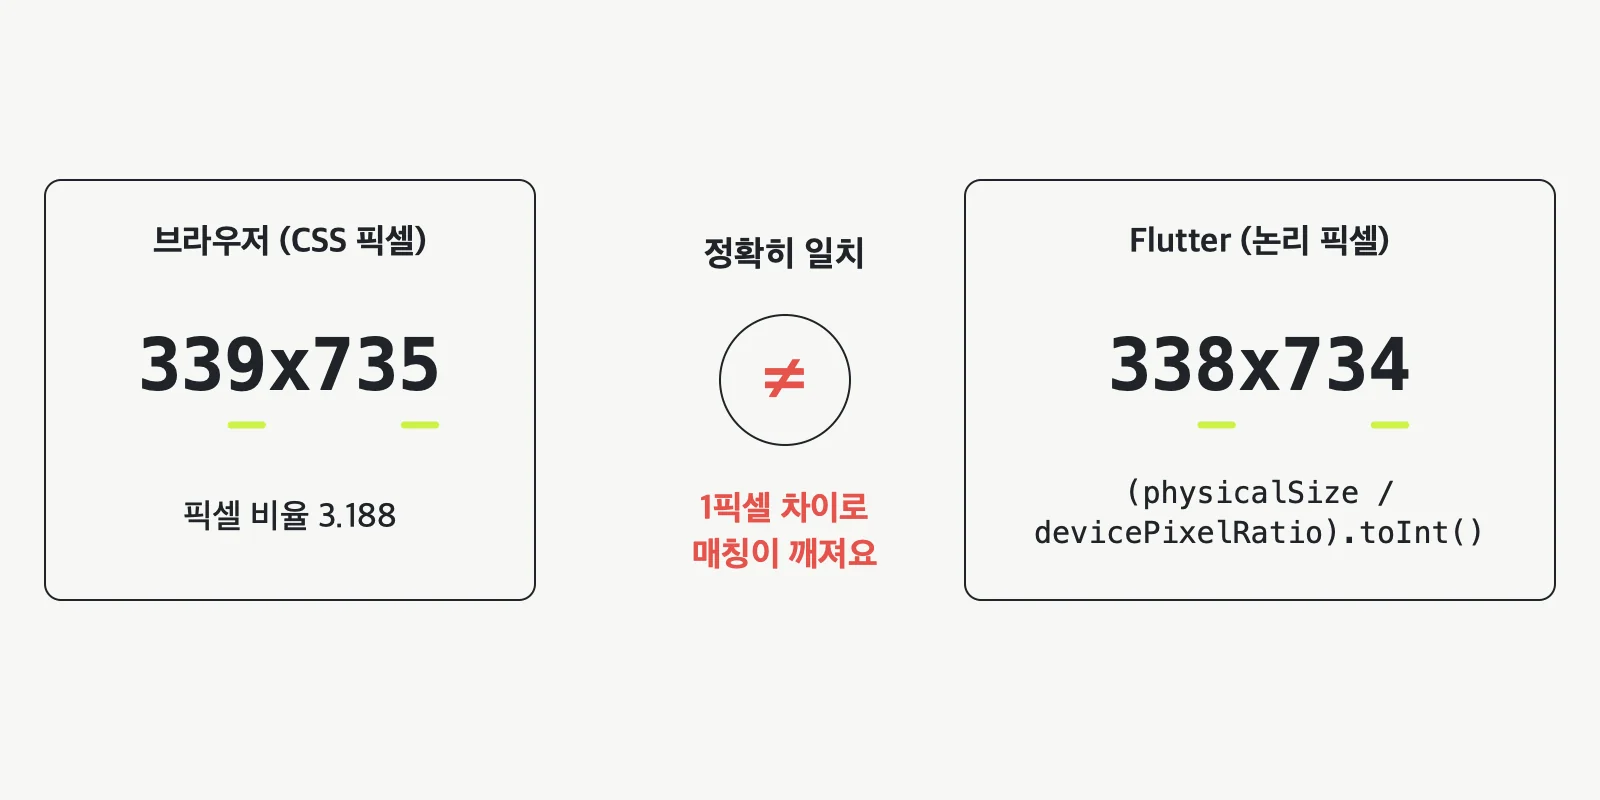 브라우저 (CSS 픽셀)
339x735
픽셀 비율 3.188
정확히 일치
≠
1픽셀 차이로
매칭이 깨져요
Flutter (논리 픽셀)
338x734
(physicalSize /
devicePixelRatio).toInt()